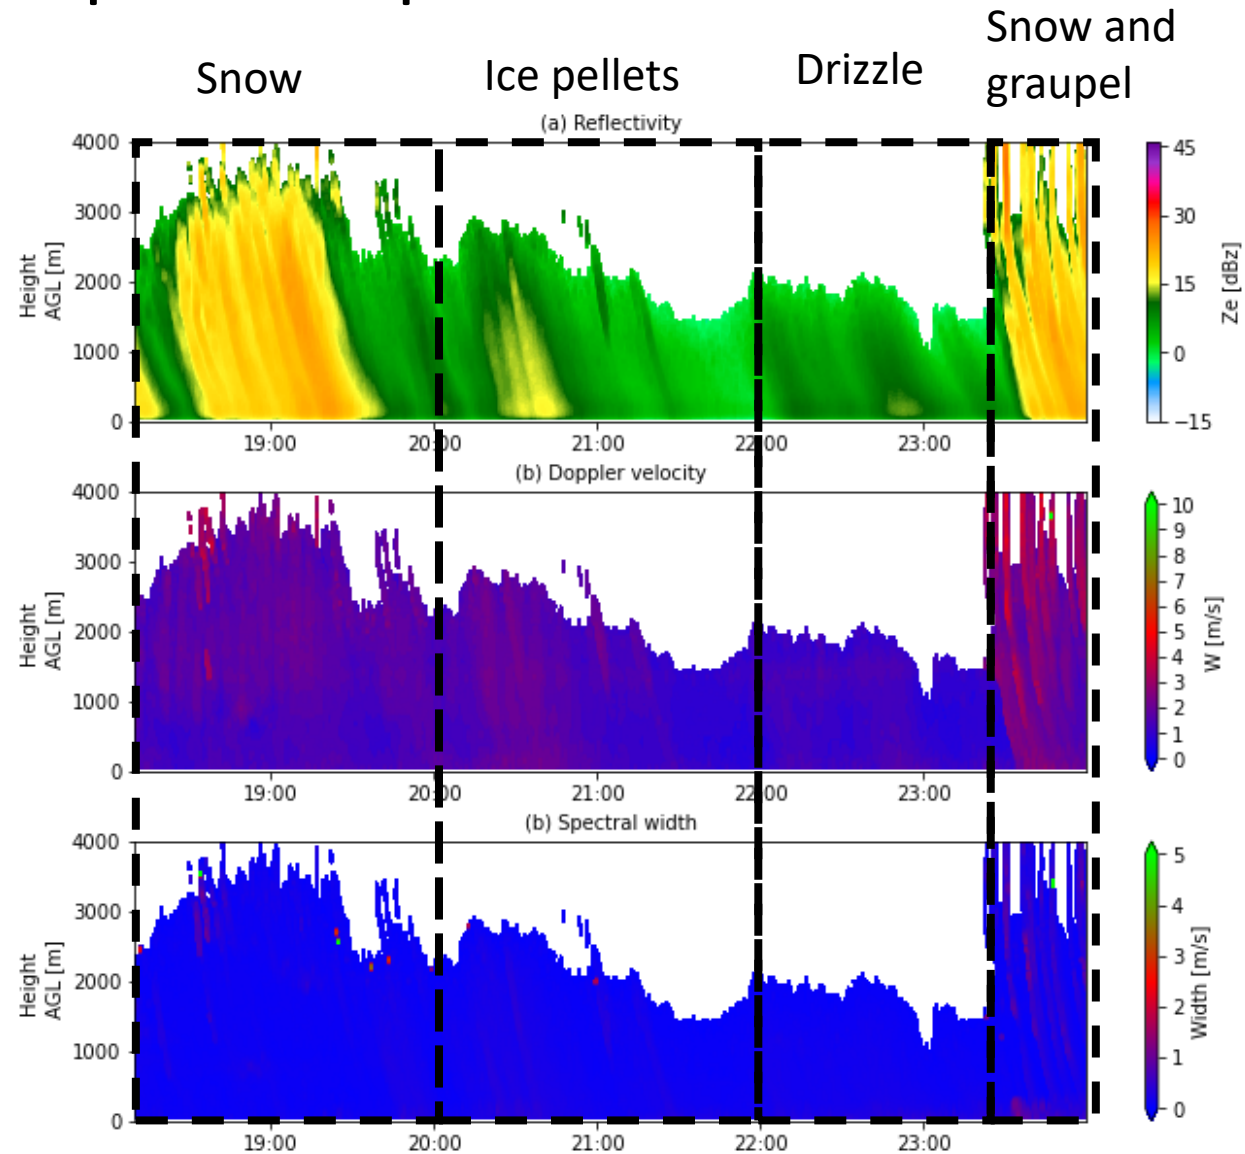 Snow
Ice pellets
Drizzle
Snow and
graupel
(a) Reflectivity
4000
3000
2000
1000
0
Height
AGL [m]
19:00 20:00 21:00 22:00 23:00
45
30
15
0
−15
Ze [dBz]
(b) Doppler velocity
4000
3000
2000
1000
0
Height
AGL [m]
19:00 20:00 21:00 22:00 23:00
10
9
8
7
6
5
4
3
2
1
0
W [m/s]
(b) Spectral width
4000
3000
2000
1000
0
Height
AGL [m]
19:00 20:00 21:00 22:00 23:00
5
4
3
2
1
0
Width [m/s]